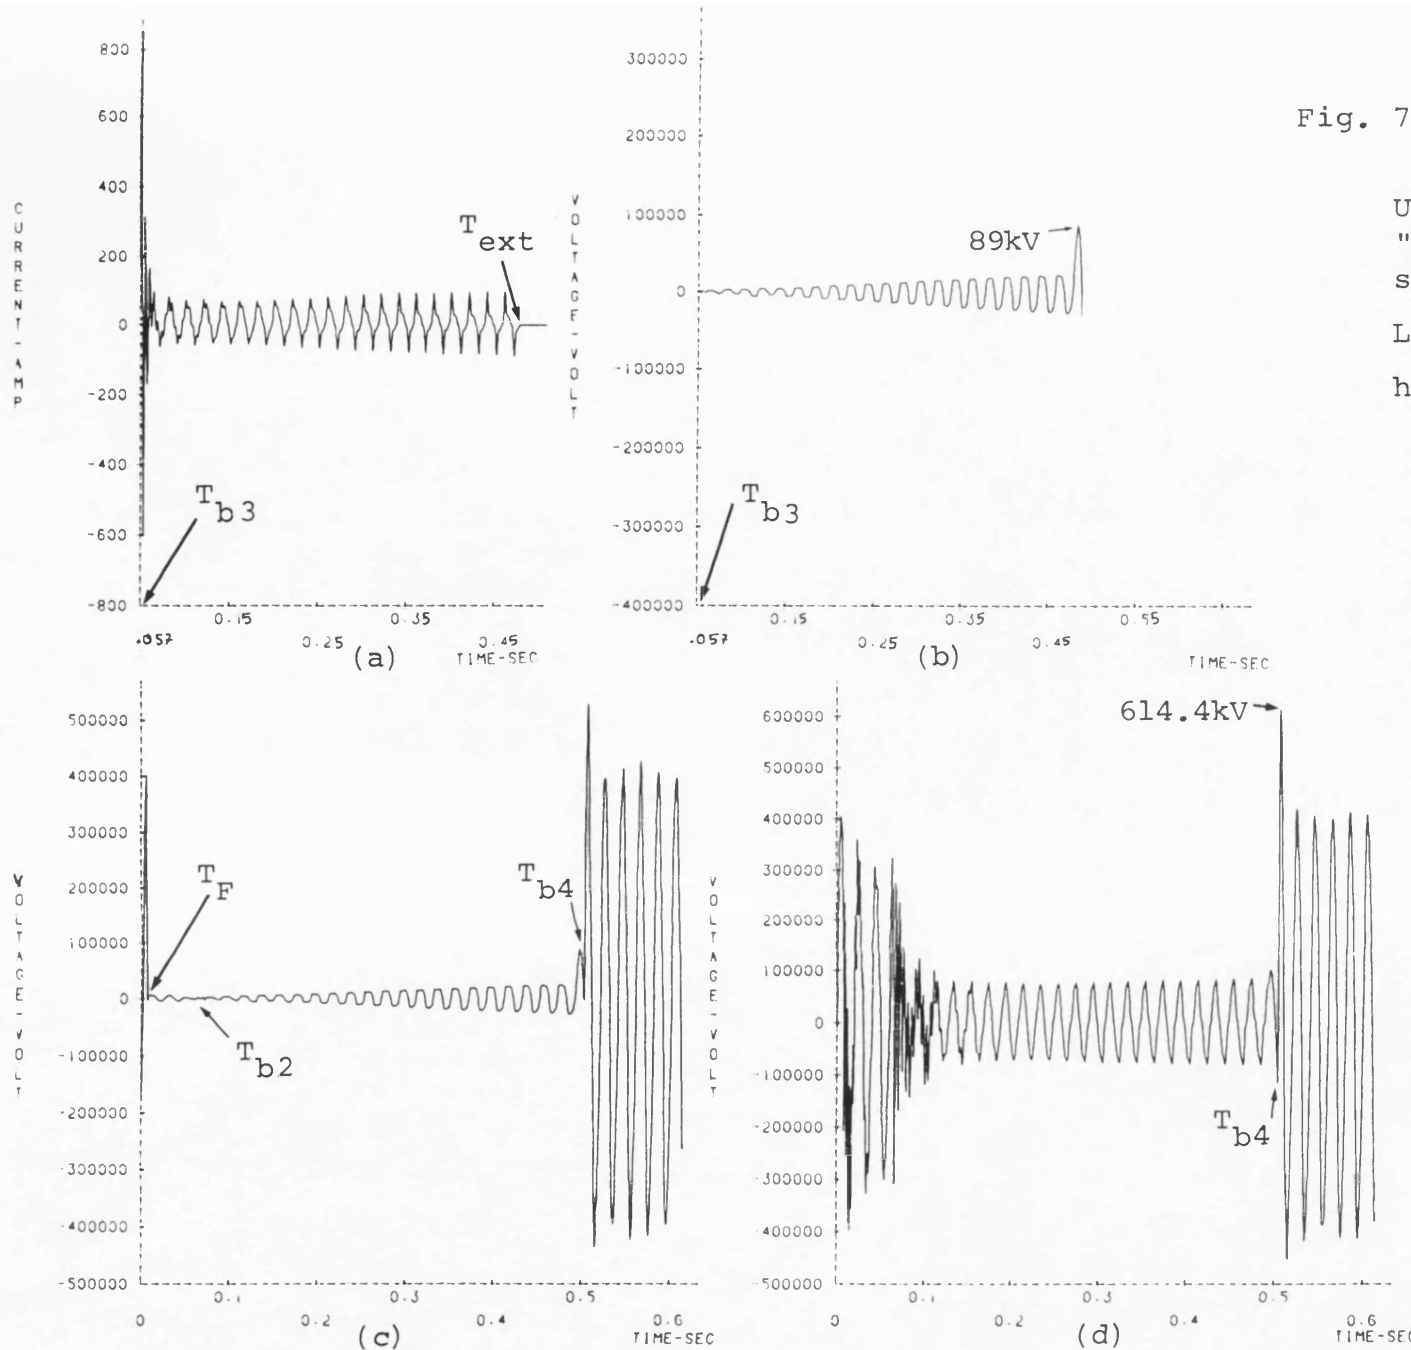 Fig. 7
U
"
s
L
h
CURRENT-AMP
800
600
400
200
0
-200
-400
-600
-800
T ext
T b3
.057
0.15
0.25
0.35
0.45
(a)
TIME-SEC
VOLTAGE-VOLT
300000
200000
100000
0
-100000
-200000
-300000
-400000
89kV
T b3
.057
0.15
0.25
0.35
0.45
0.55
(b)
TIME-SEC
VOLTAGE-VOLT
500000
400000
300000
200000
100000
0
-100000
-200000
-300000
-400000
-500000
T F
T b2
T b4
0
0.1
0.2
0.3
0.4
0.5
0.6
(c)
TIME-SEC
VOLTAGE-VOLT
600000
500000
400000
300000
200000
100000
0
-100000
-200000
-300000
-400000
-500000
614.4kV
T b4
0
0.1
0.2
0.3
0.4
0.5
0.6
(d)
TIME-SEC